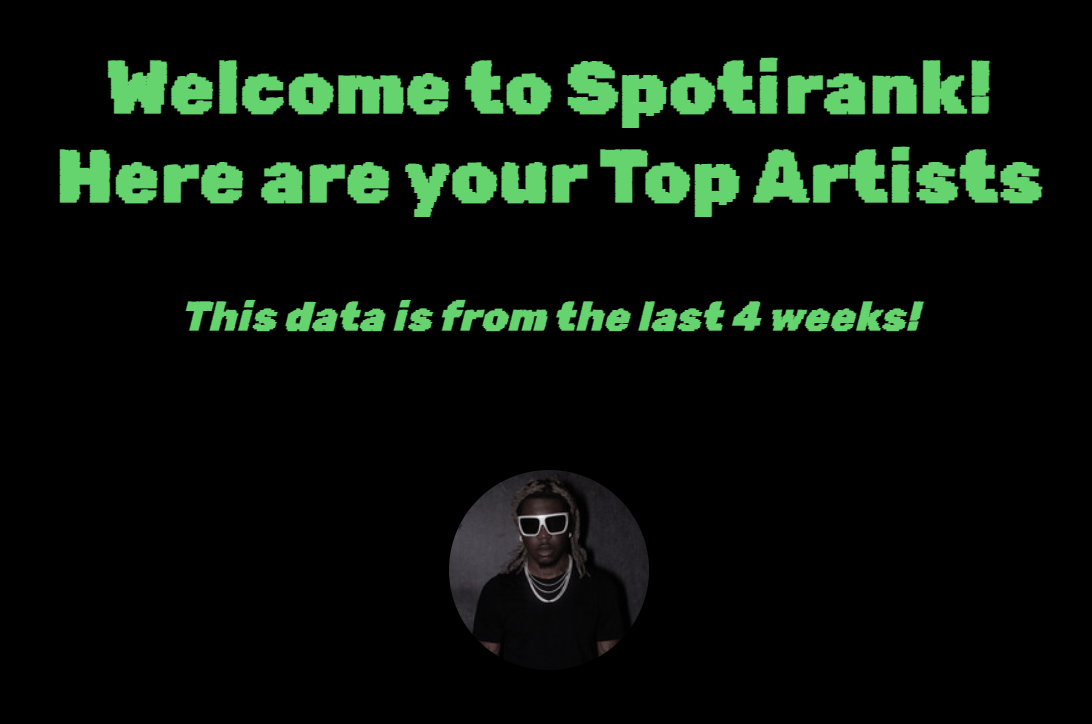 Welcome to Spotirank!
Here are your Top Artists
This data is from the last 4 weeks!